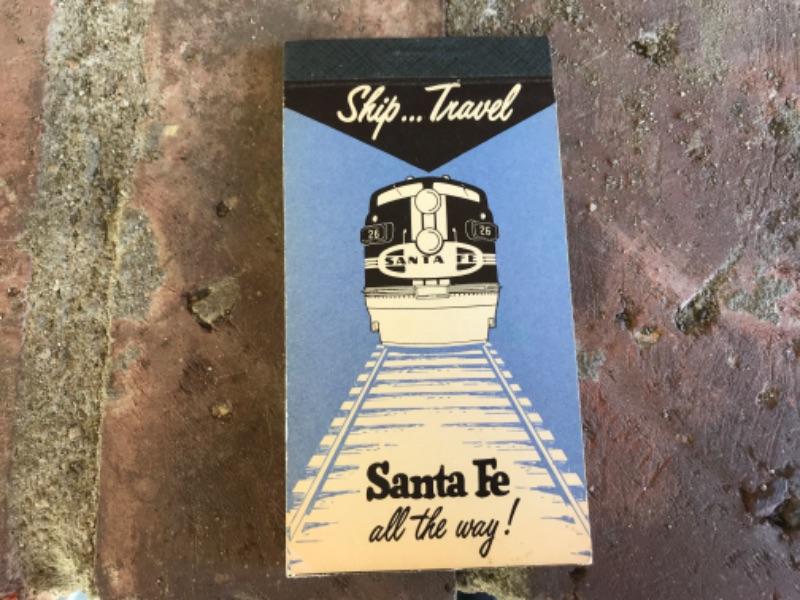 Ship... Travel
26 26
SANTA FE
Santa Fe
all the way!